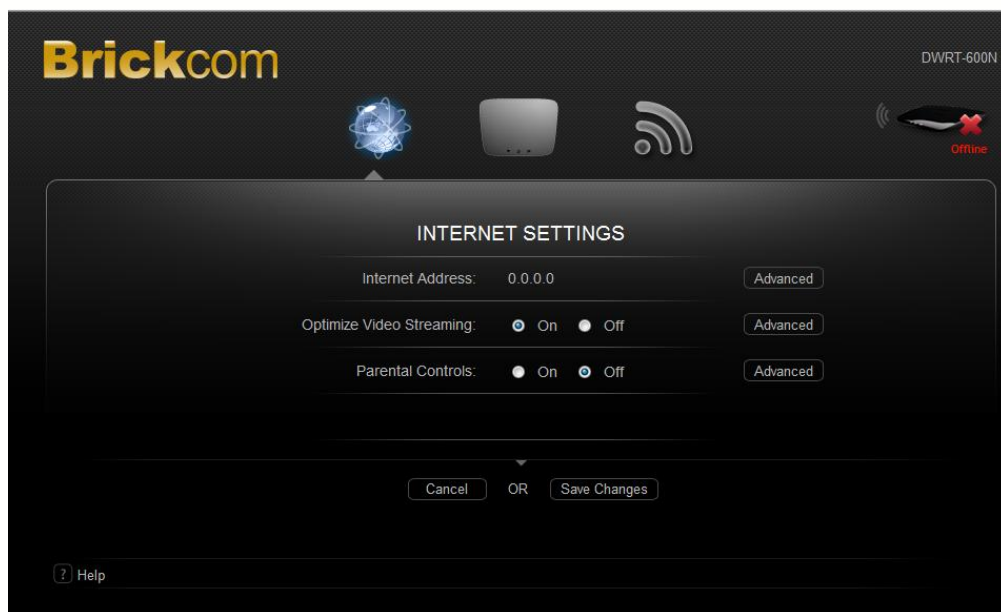 Brickcom
DWRT-600N
Offline
INTERNET SETTINGS
Internet Address: 0.0.0.0 Advanced
Optimize Video Streaming: On Off Advanced
Parental Controls: On Off Advanced
Cancel OR Save Changes
? Help